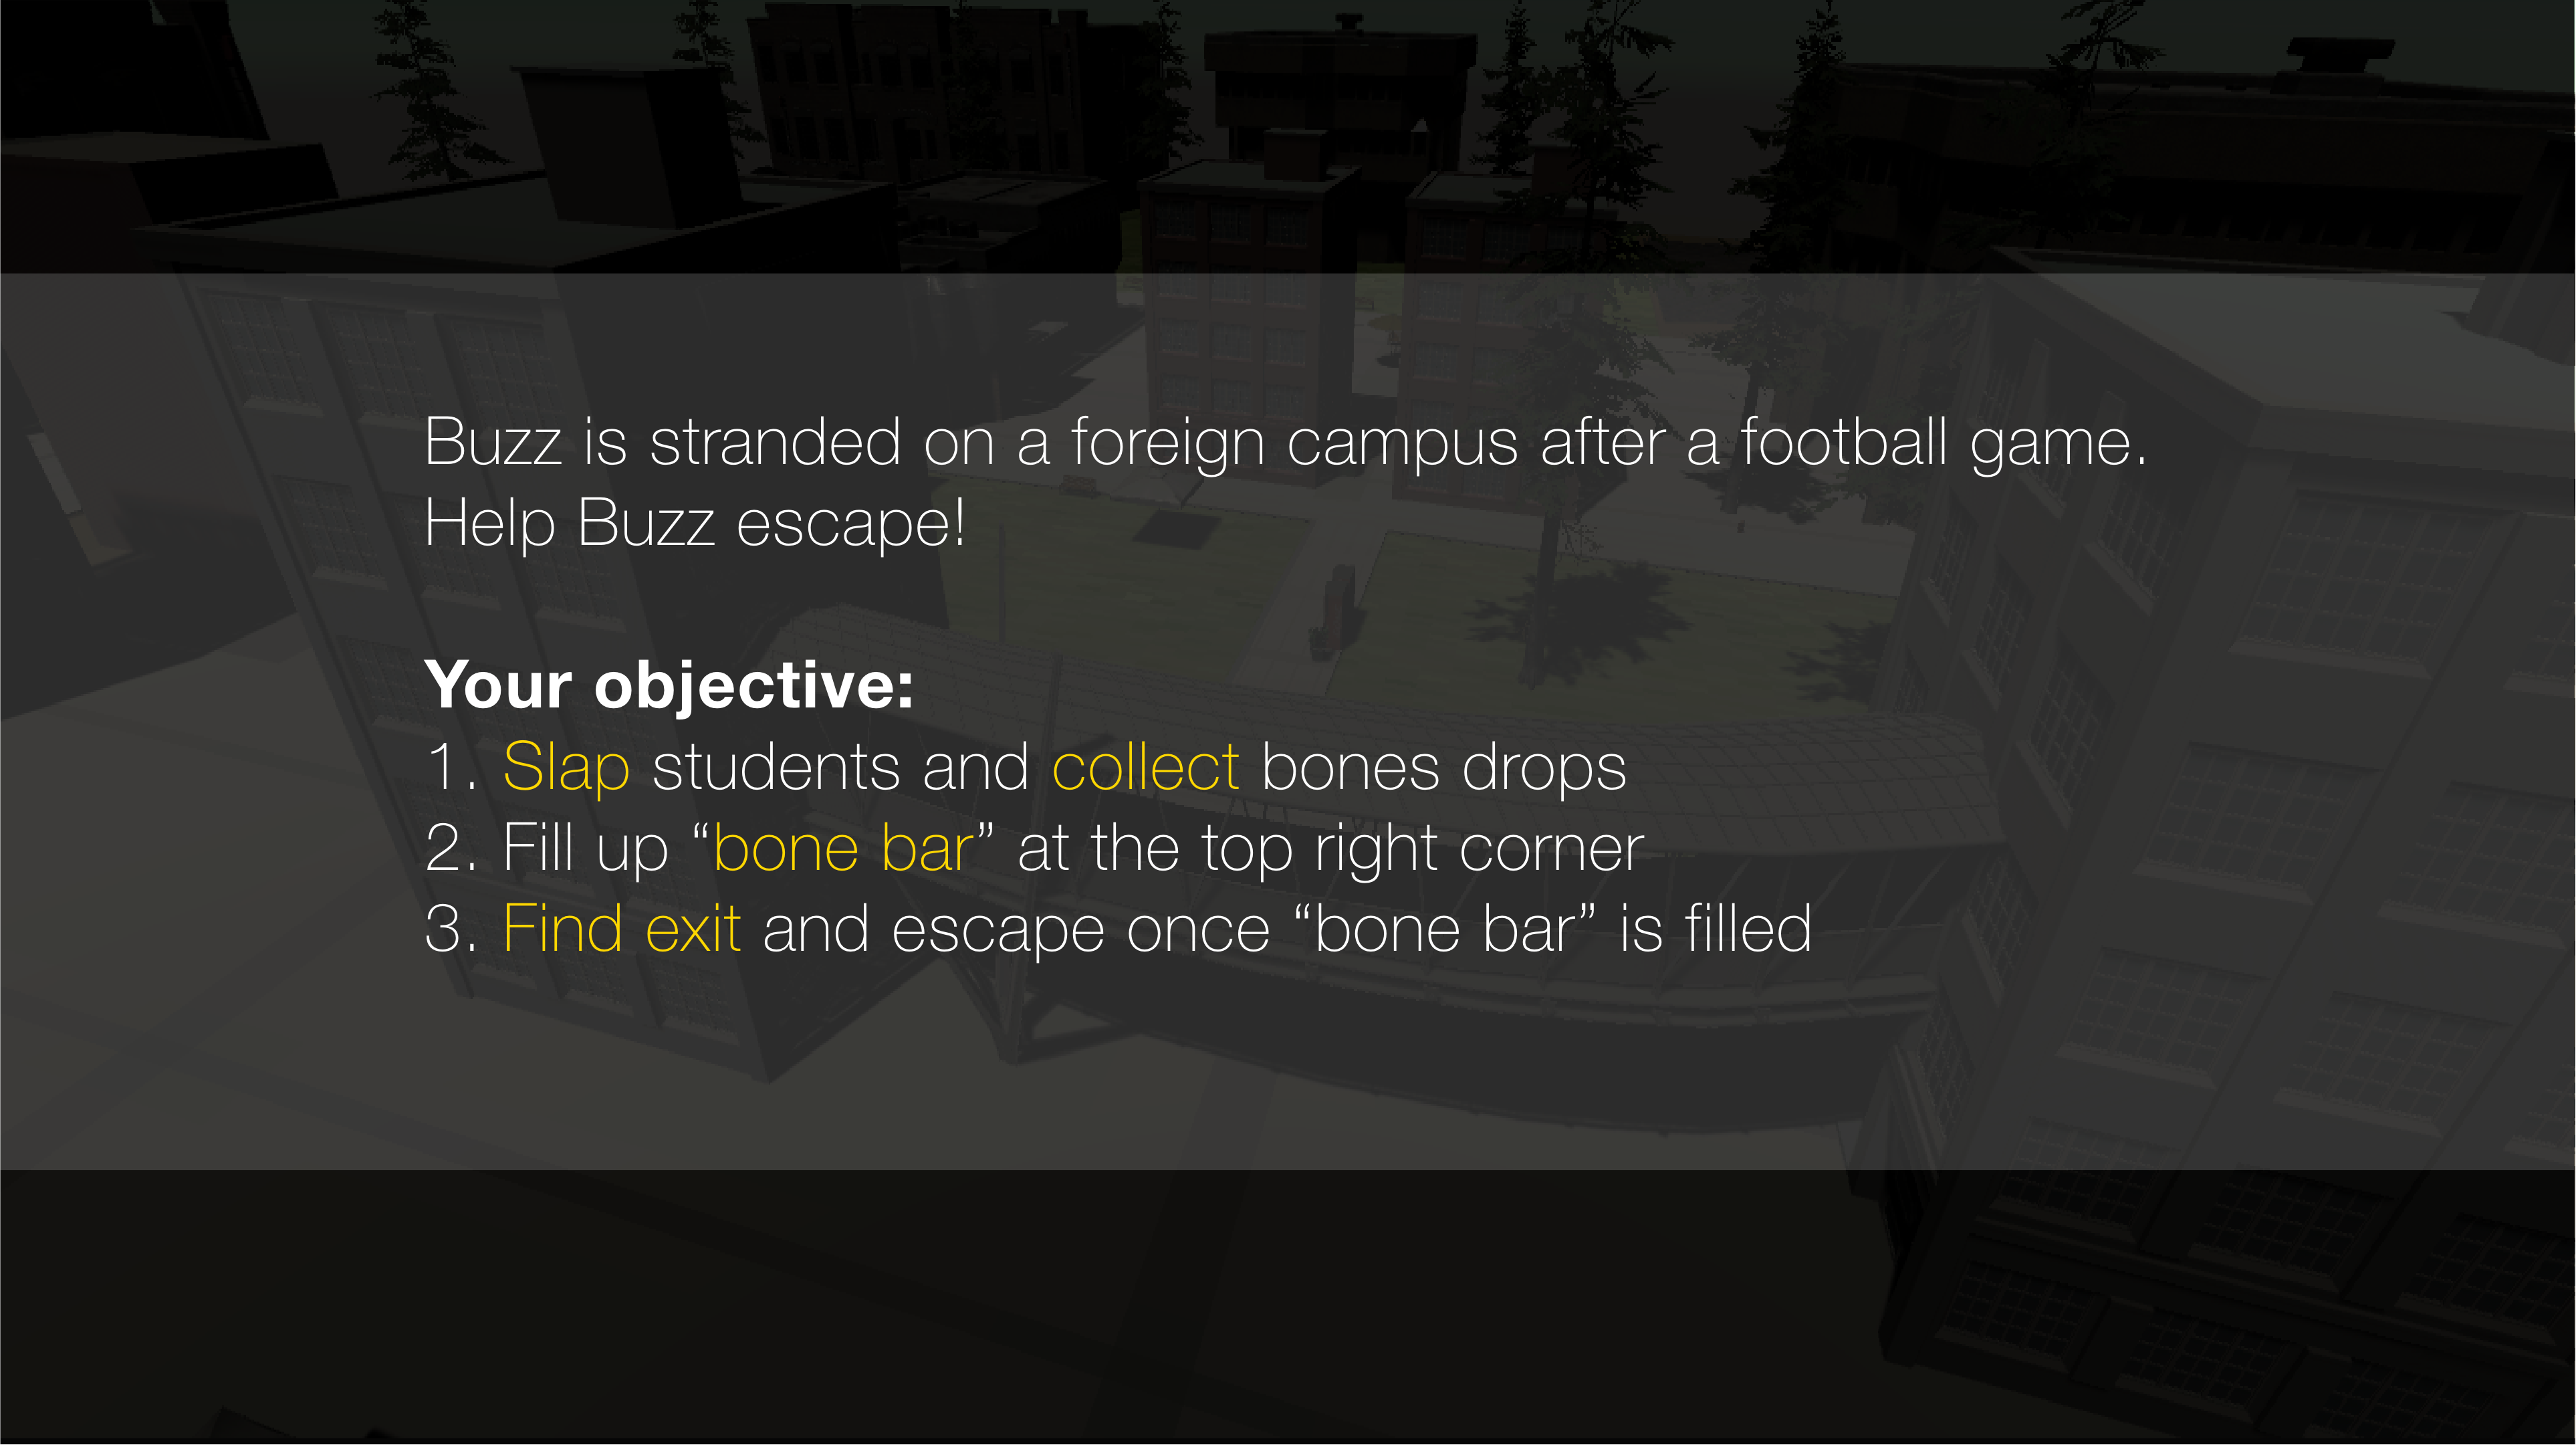 Buzz is stranded on a foreign campus after a football game.
Help Buzz escape!
Your objective:
1. Slap students and collect bones drops
2. Fill up “bone bar” at the top right corner
3. Find exit and escape once “bone bar” is filled